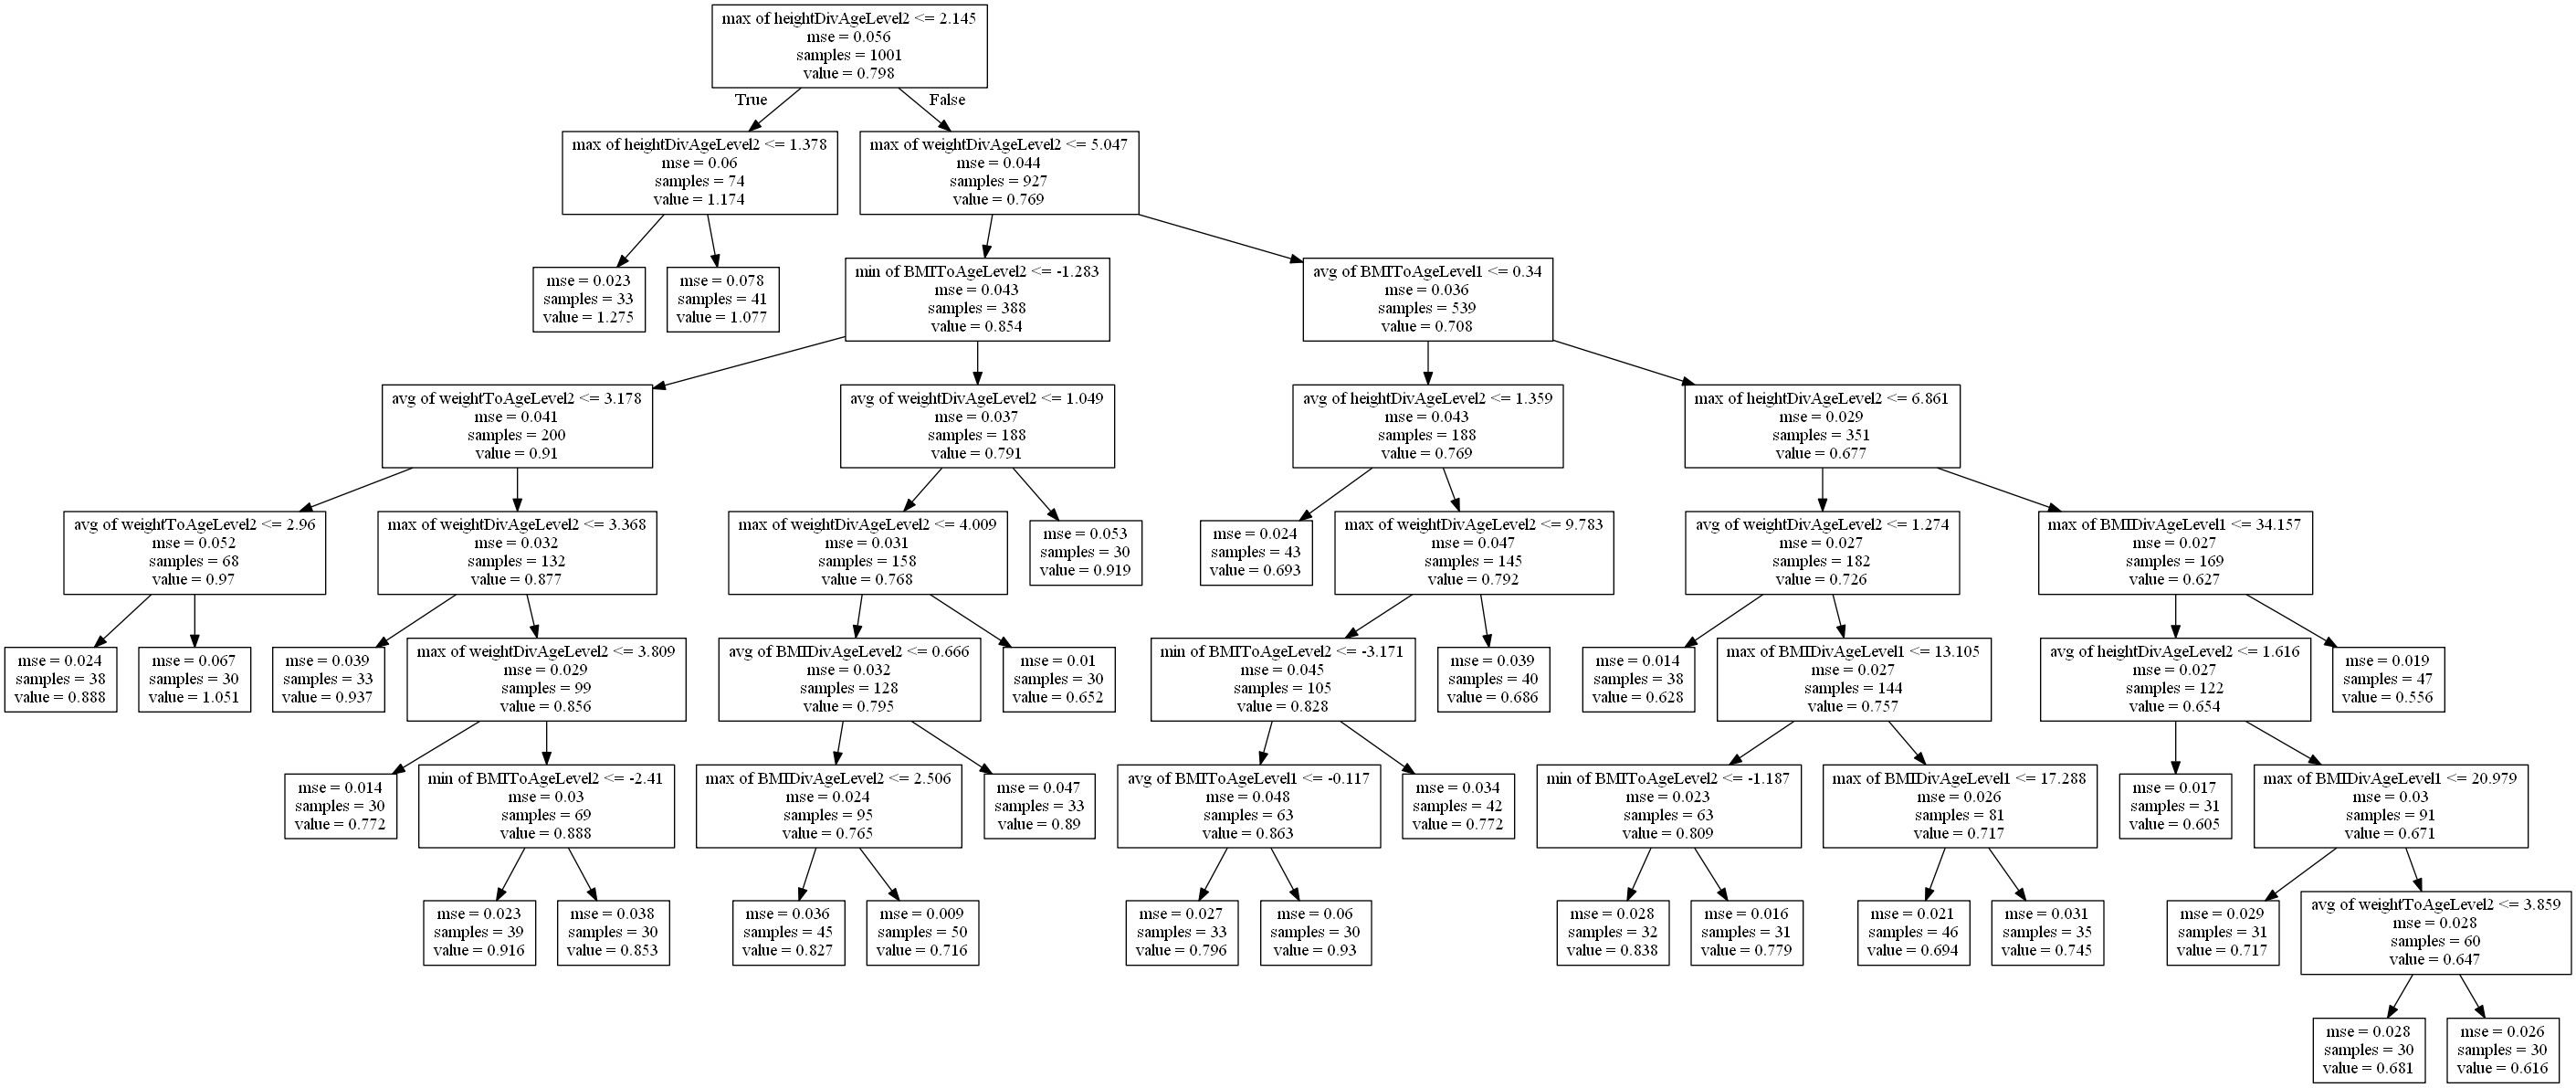 max of heightDivAgeLevel2 <= 2.145
mse = 0.056
samples = 1001
value = 0.798
True
False
max of heightDivAgeLevel2 <= 1.378
mse = 0.06
samples = 74
value = 1.174
max of weightDivAgeLevel2 <= 5.047
mse = 0.044
samples = 927
value = 0.769
mse = 0.023
samples = 33
value = 1.275
mse = 0.078
samples = 41
value = 1.077
min of BMIToAgeLevel2 <= -1.283
mse = 0.043
samples = 388
value = 0.854
avg of BMIToAgeLevel1 <= 0.34
mse = 0.036
samples = 539
value = 0.708
avg of weightToAgeLevel2 <= 3.178
mse = 0.041
samples = 200
value = 0.91
avg of weightDivAgeLevel2 <= 1.049
mse = 0.037
samples = 188
value = 0.791
avg of heightDivAgeLevel2 <= 1.359
mse = 0.043
samples = 188
value = 0.769
max of heightDivAgeLevel2 <= 6.861
mse = 0.029
samples = 351
value = 0.677
avg of weightToAgeLevel2 <= 2.96
mse = 0.052
samples = 68
value = 0.97
max of weightDivAgeLevel2 <= 3.368
mse = 0.032
samples = 132
value = 0.877
max of weightDivAgeLevel2 <= 4.009
mse = 0.031
samples = 158
value = 0.768
mse = 0.053
samples = 30
value = 0.919
mse = 0.024
samples = 43
value = 0.693
max of weightDivAgeLevel2 <= 9.783
mse = 0.047
samples = 145
value = 0.792
avg of weightDivAgeLevel2 <= 1.274
mse = 0.027
samples = 182
value = 0.726
max of BMIDivAgeLevel1 <= 34.157
mse = 0.027
samples = 169
value = 0.627
mse = 0.024
samples = 38
value = 0.888
mse = 0.067
samples = 30
value = 1.051
mse = 0.039
samples = 33
value = 0.937
max of weightDivAgeLevel2 <= 3.809
mse = 0.029
samples = 99
value = 0.856
avg of BMIDivAgeLevel2 <= 0.666
mse = 0.032
samples = 128
value = 0.795
mse = 0.01
samples = 30
value = 0.652
min of BMIToAgeLevel2 <= -3.171
mse = 0.045
samples = 105
value = 0.828
mse = 0.039
samples = 40
value = 0.686
mse = 0.014
samples = 38
value = 0.628
max of BMIDivAgeLevel1 <= 13.105
mse = 0.027
samples = 144
value = 0.757
avg of heightDivAgeLevel2 <= 1.616
mse = 0.027
samples = 122
value = 0.654
mse = 0.019
samples = 47
value = 0.556
mse = 0.014
samples = 30
value = 0.772
min of BMIToAgeLevel2 <= -2.41
mse = 0.03
samples = 69
value = 0.888
max of BMIDivAgeLevel2 <= 2.506
mse = 0.024
samples = 95
value = 0.765
mse = 0.047
samples = 33
value = 0.89
avg of BMIToAgeLevel1 <= -0.117
mse = 0.048
samples = 63
value = 0.863
mse = 0.034
samples = 42
value = 0.772
min of BMIToAgeLevel2 <= -1.187
mse = 0.023
samples = 63
value = 0.809
max of BMIDivAgeLevel1 <= 17.288
mse = 0.026
samples = 81
value = 0.717
mse = 0.017
samples = 31
value = 0.605
max of BMIDivAgeLevel1 <= 20.979
mse = 0.03
samples = 91
value = 0.671
mse = 0.023
samples = 39
value = 0.916
mse = 0.038
samples = 30
value = 0.853
mse = 0.036
samples = 45
value = 0.827
mse = 0.009
samples = 50
value = 0.716
mse = 0.027
samples = 33
value = 0.796
mse = 0.06
samples = 30
value = 0.93
mse = 0.028
samples = 32
value = 0.838
mse = 0.016
samples = 31
value = 0.779
mse = 0.021
samples = 46
value = 0.694
mse = 0.031
samples = 35
value = 0.745
mse = 0.029
samples = 31
value = 0.717
avg of weightToAgeLevel2 <= 3.859
mse = 0.028
samples = 60
value = 0.647
mse = 0.028
samples = 30
value = 0.681
mse = 0.026
samples = 30
value = 0.616